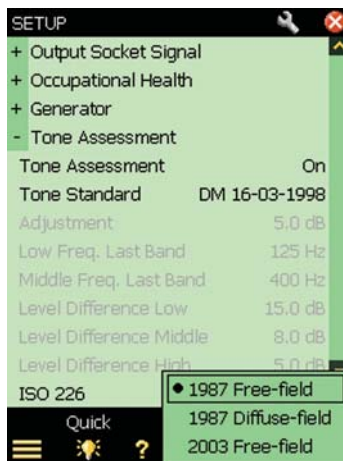 SETUP
+ Output Socket Signal
+ Occupational Health
+ Generator
- Tone Assessment
Tone Assessment On
Tone Standard DM 16-03-1998
Adjustment 5.0 dB
Low Freq. Last Band 125 Hz
Middle Freq. Last Band 400 Hz
Level Difference Low 15.0 dB
Level Difference Middle 8.0 dB
Level Difference High 5.0 dB
ISO 226
1987 Free-field
1987 Diffuse-field
2003 Free-field
Quick
?